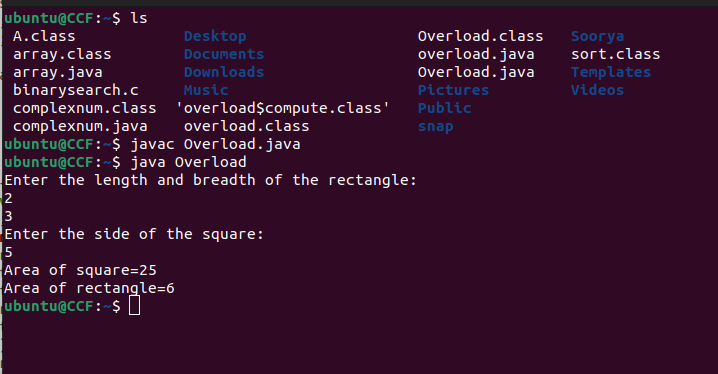 ubuntu@CCF:~$ ls
A.class Desktop Overload.class Soorya
array.class Documents overload.java sort.class
array.java Downloads Overload.java Templates
binarysearch.c Music Pictures Videos
complexnum.class 'overload$compute.class' Public
complexnum.java overload.class snap
ubuntu@CCF:~$ javac Overload.java
ubuntu@CCF:~$ java Overload
Enter the length and breadth of the rectangle:
2
3
Enter the side of the square:
5
Area of square=25
Area of rectangle=6
ubuntu@CCF:~$